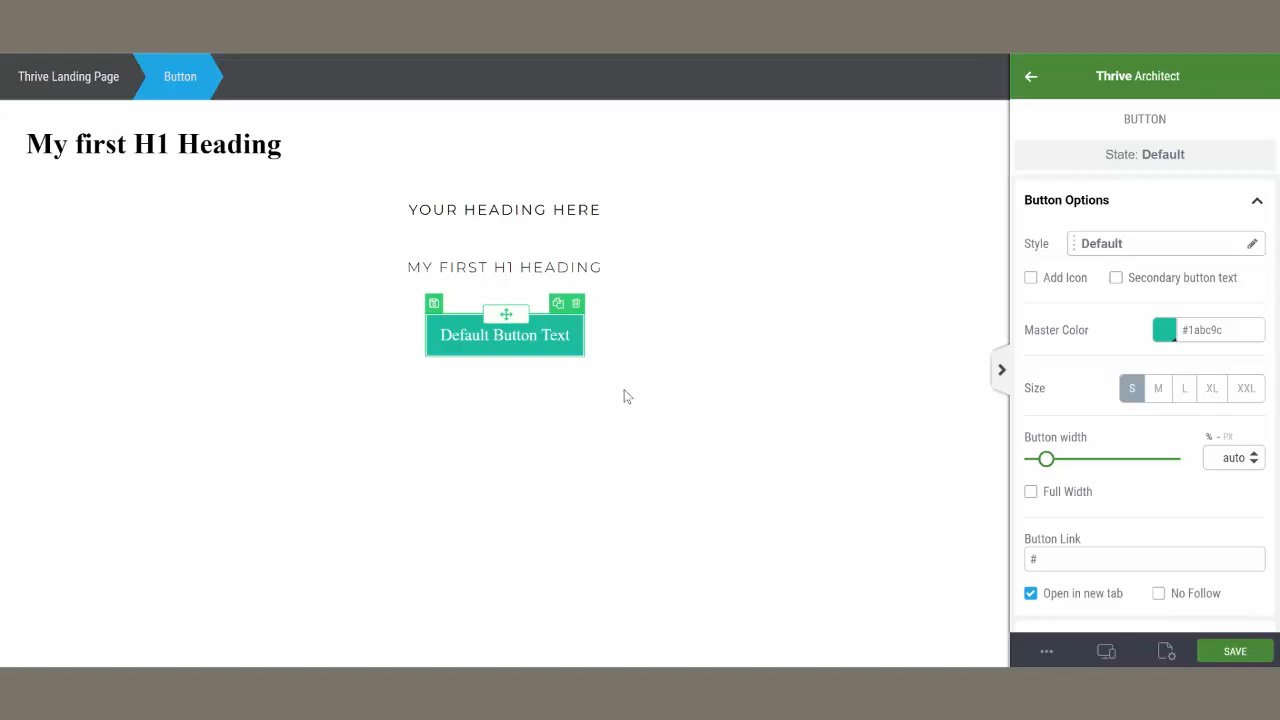 Thrive Landing Page
Button
Thrive Architect
BUTTON
State: Default
My first H1 Heading
YOUR HEADING HERE
MY FIRST H1 HEADING
Default Button Text
Button Options
Style
Default
Add Icon
Secondary button text
Master Color
#1abc9c
Size
S M L XL XXL
Button width
% - PX
auto
Full Width
Button Link
#
Open in new tab
No Follow
SAVE